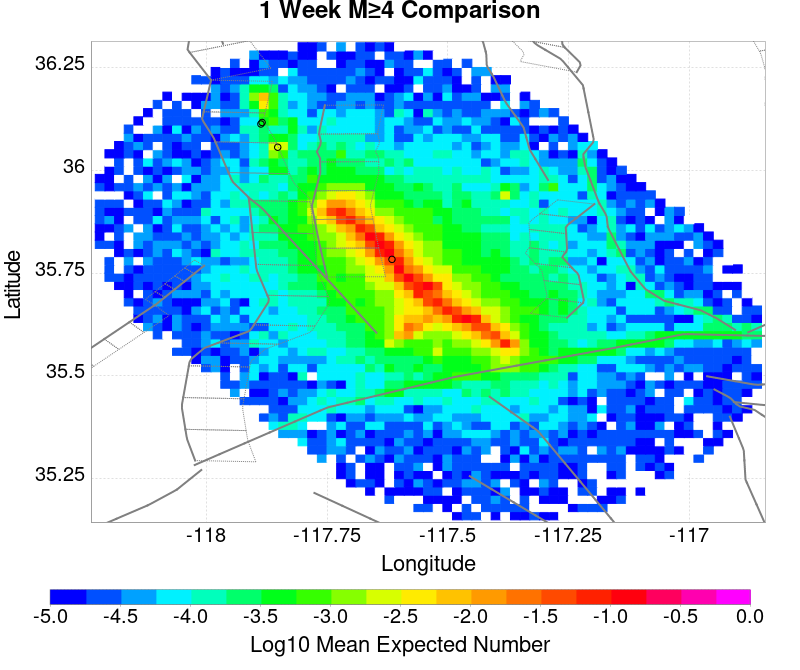 1 Week M≥4 Comparison
36.25
36
35.75
35.5
35.25
Latitude
-118 -117.75 -117.5 -117.25 -117
Longitude
-5.0 -4.5 -4.0 -3.5 -3.0 -2.5 -2.0 -1.5 -1.0 -0.5 0.0
Log10 Mean Expected Number